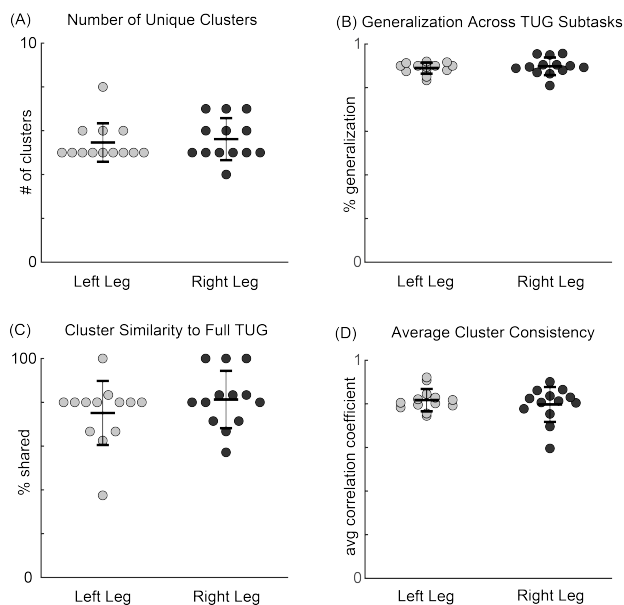 (A) Number of Unique Clusters
10
# of clusters
0
Left Leg Right Leg
(B) Generalization Across TUG Subtasks
1
% generalization
0
Left Leg Right Leg
(C) Cluster Similarity to Full TUG
100
% shared
0
Left Leg Right Leg
(D) Average Cluster Consistency
1
avg correlation coefficient
0
Left Leg Right Leg